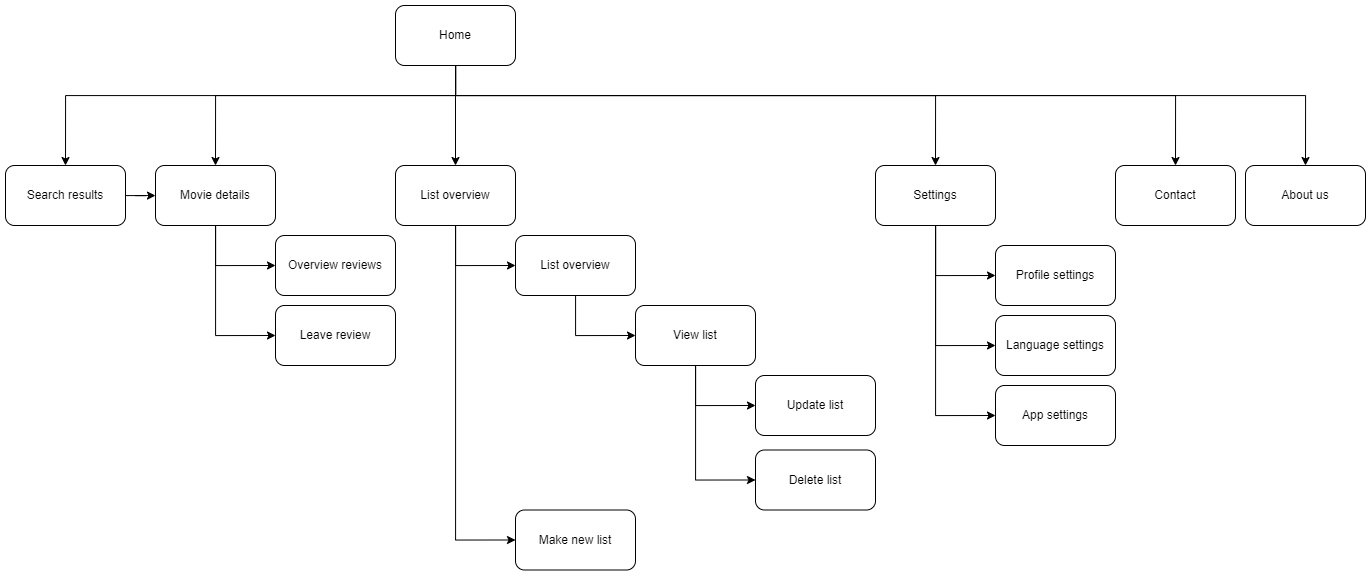 Home
Search results
Movie details
List overview
Settings
Contact
About us
Overview reviews
List overview
Profile settings
Leave review
View list
Language settings
Update list
App settings
Delete list
Make new list